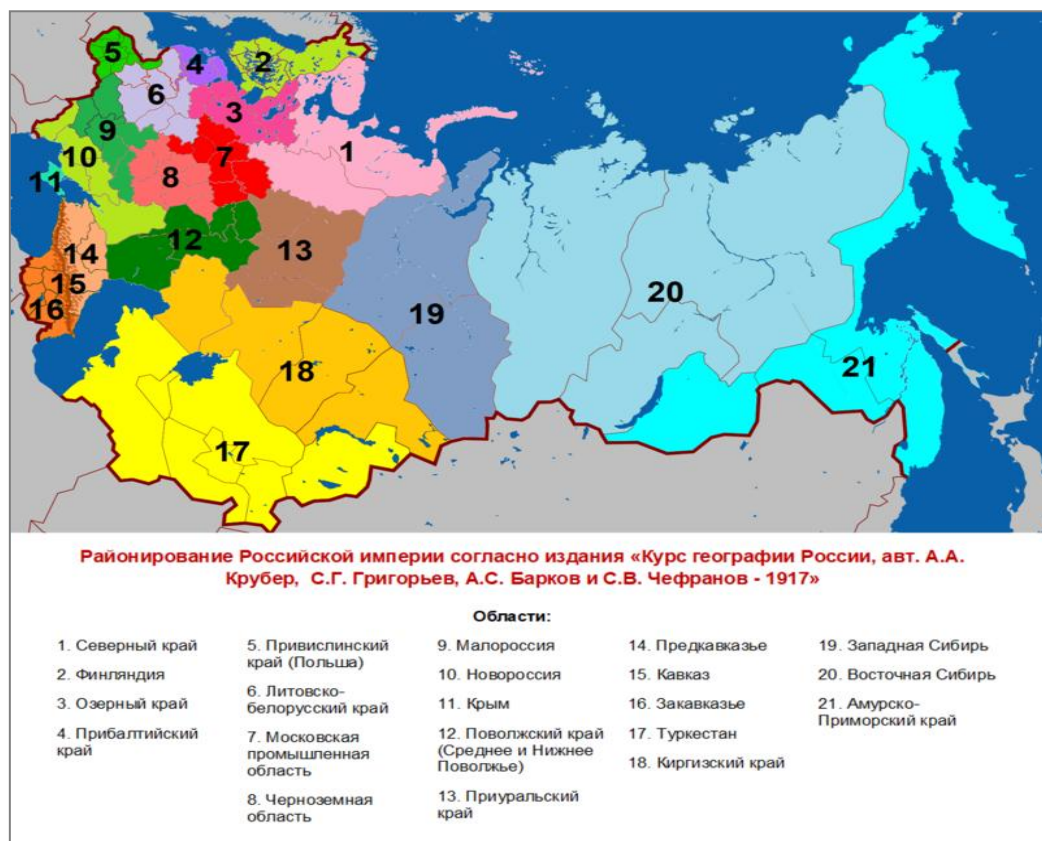 5
4
2
6
3
9
1
10
7
8
11
12
13
14
15
16
19
20
18
21
17
Районирование Российской империи согласно издания «Курс географии России, авт. А.А.
Крубер, С.Г. Григорьев, А.С. Барков и С.В. Чефранов - 1917»
Области:
1. Северный край
2. Финляндия
3. Озерный край
4. Прибалтийский
край
5. Привислинский
край (Польша)
6. Литовско-
белорусский край
7. Московская
промышленная
область
8. Черноземная
область
9. Малороссия
10. Новороссия
11. Крым
12. Поволжский край
(Среднее и Нижнее
Поволжье)
13. Приуральский
край
14. Предкавказье
15. Кавказ
16. Закавказье
17. Туркестан
18. Киргизский край
19. Западная Сибирь
20. Восточная Сибирь
21. Амурско-
Приморский край